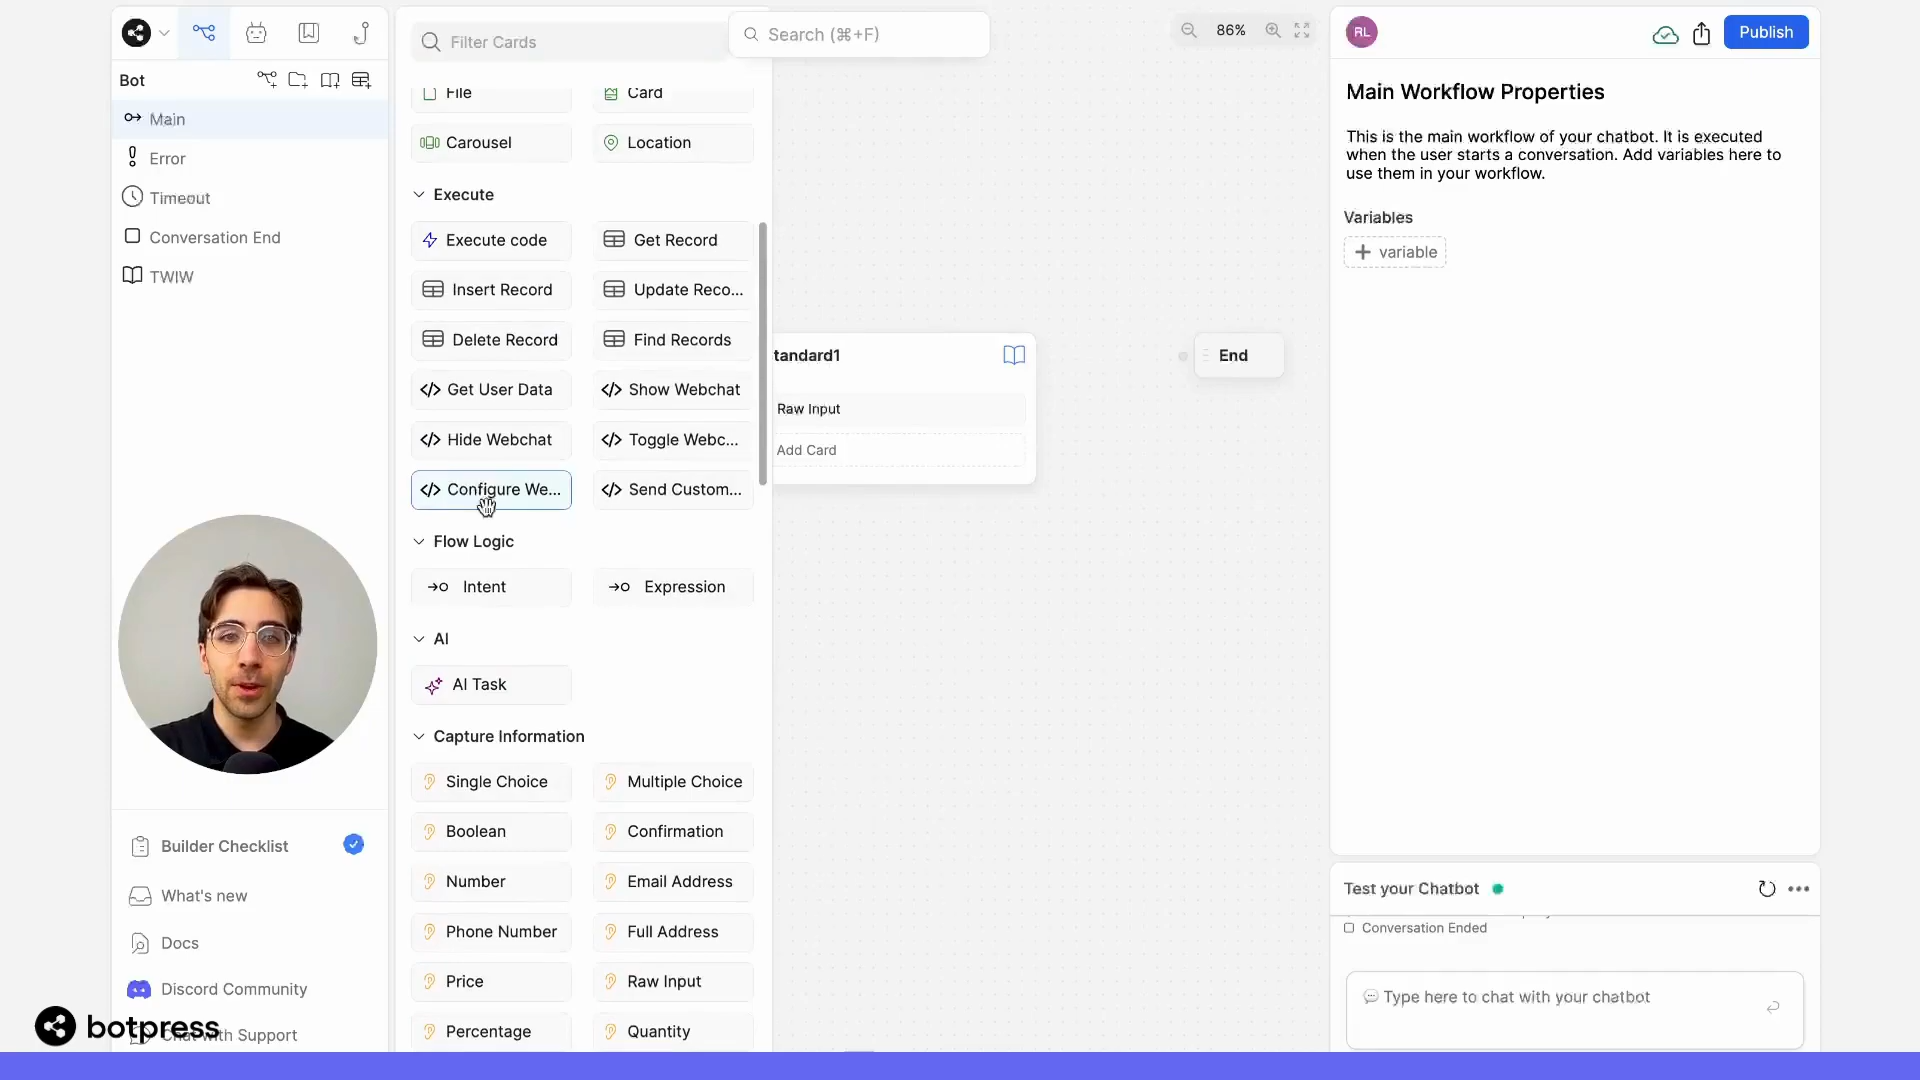 Bot
Main
Error
Timeout
Conversation End
TWIW
Builder Checklist
What's new
Docs
Discord Community
Chat with Support
botpress
Filter Cards
File
Card
Carousel
Location
Execute
Execute code
Get Record
Insert Record
Update Reco...
Delete Record
Find Records
Get User Data
Show Webchat
Hide Webchat
Toggle Webc...
Configure We...
Send Custom...
Flow Logic
Intent
Expression
AI
AI Task
Capture Information
Single Choice
Multiple Choice
Boolean
Confirmation
Number
Email Address
Phone Number
Full Address
Price
Raw Input
Percentage
Quantity
Search (⌘+F)
86%
tandard1
Raw Input
Add Card
End
RL
Publish
Main Workflow Properties
This is the main workflow of your chatbot. It is executed
when the user starts a conversation. Add variables here to
use them in your workflow.
Variables
+ variable
Test your Chatbot
Conversation Ended
Type here to chat with your chatbot